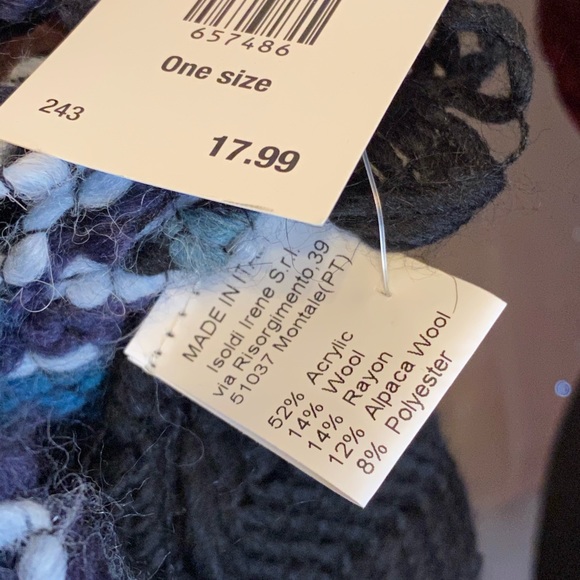 657486
One size
243
17.99
MADE IN IT
Isoldi Irene S.r.l.
via Risorgimento,39
51037 Montale(PT)
52% Acrylic
14% Wool
14% Rayon
12% Alpaca Wool
8% Polyester